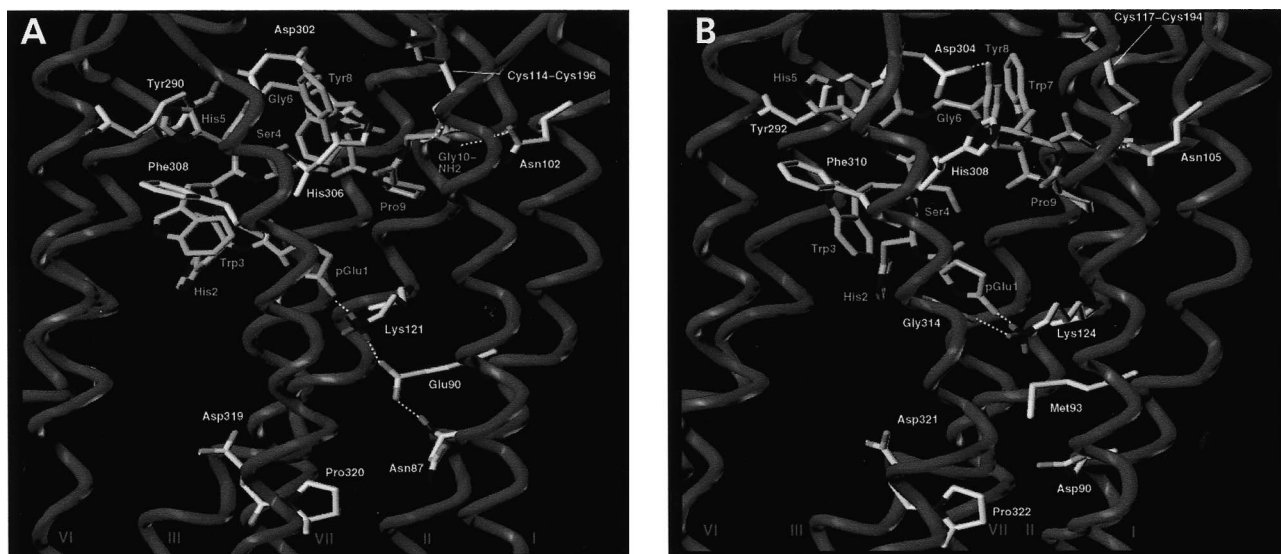 A
Asp302
Tyr8
Cys114–Cys196
Tyr290
Gly6
His5
Ser4
Gly10–
NH2
Asn102
Phe308
His306
Pro9
Trp3
pGlu1
His2
Lys121
Glu90
Asp319
Asn87
Pro320
VI
III
VII
II
I
B
Cys117–Cys194
Asp304
Tyr8
His5
Trp7
Gly6
Tyr292
Asn105
Phe310
His308
Ser4
Pro9
Trp3
pGlu1
His2
Gly314
Lys124
Met93
Asp321
Asp90
Pro322
VI
III
VII
II
I